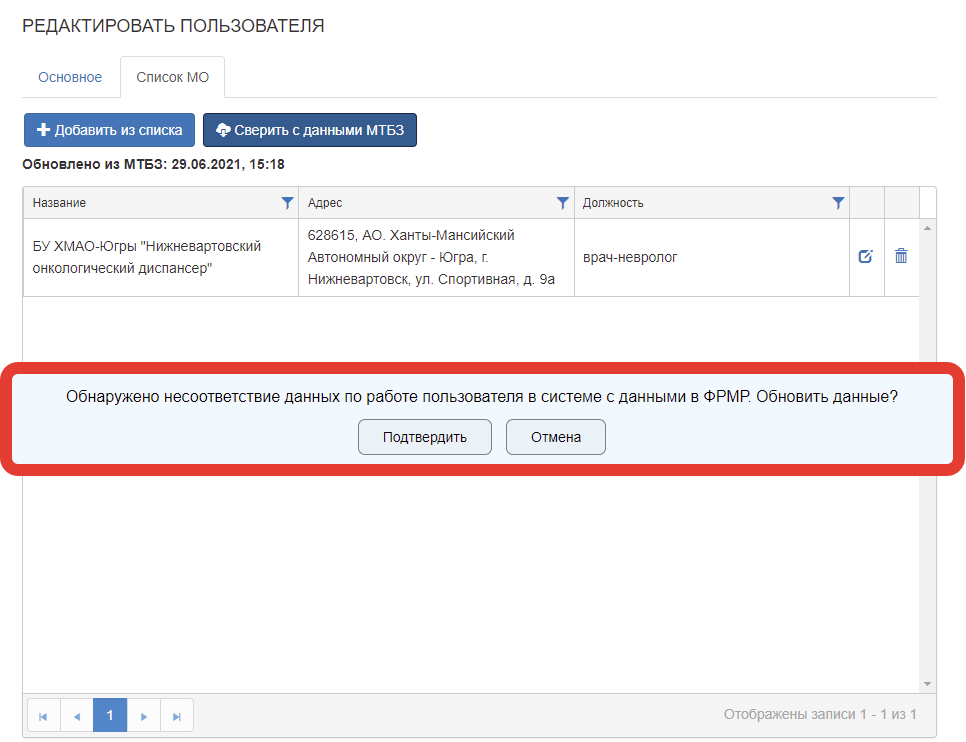 РЕДАКТИРОВАТЬ ПОЛЬЗОВАТЕЛЯ
Основное
Список МО
Добавить из списка
Сверить с данными МТБЗ
Обновлено из МТБЗ: 29.06.2021, 15:18
Название
Адрес
Должность
БУ ХМАО-Югры "Нижневартовский
онкологический диспансер"
628615, АО. Ханты-Мансийский
Автономный округ - Югра, г.
Нижневартовск, ул. Спортивная, д. 9а
врач-невролог
Обнаружено несоответствие данных по работе пользователя в системе с данными в ФРМР. Обновить данные?
Подтвердить
Отмена
1
Отображены записи 1 - 1 из 1